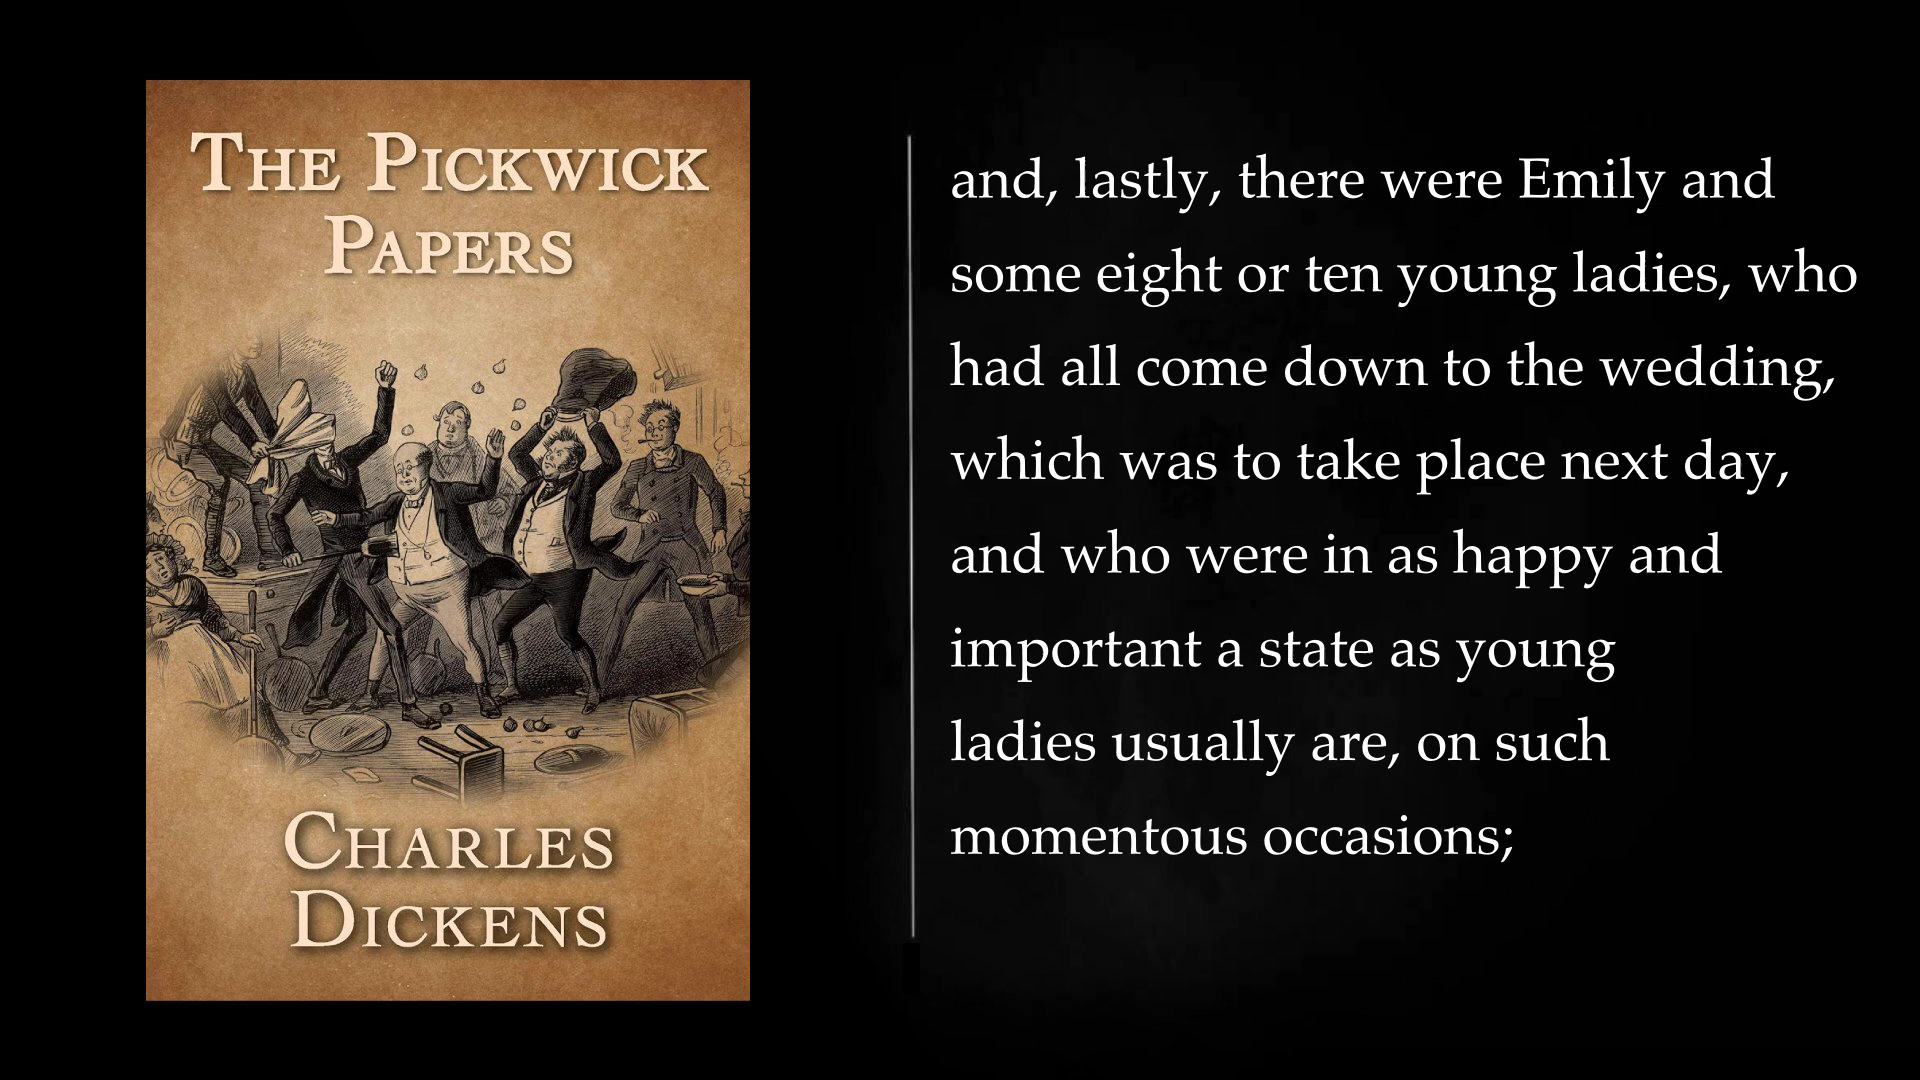 The Pickwick
Papers
Charles
Dickens
and, lastly, there were Emily and
some eight or ten young ladies, who
had all come down to the wedding,
which was to take place next day,
and who were in as happy and
important a state as young
ladies usually are, on such
momentous occasions;